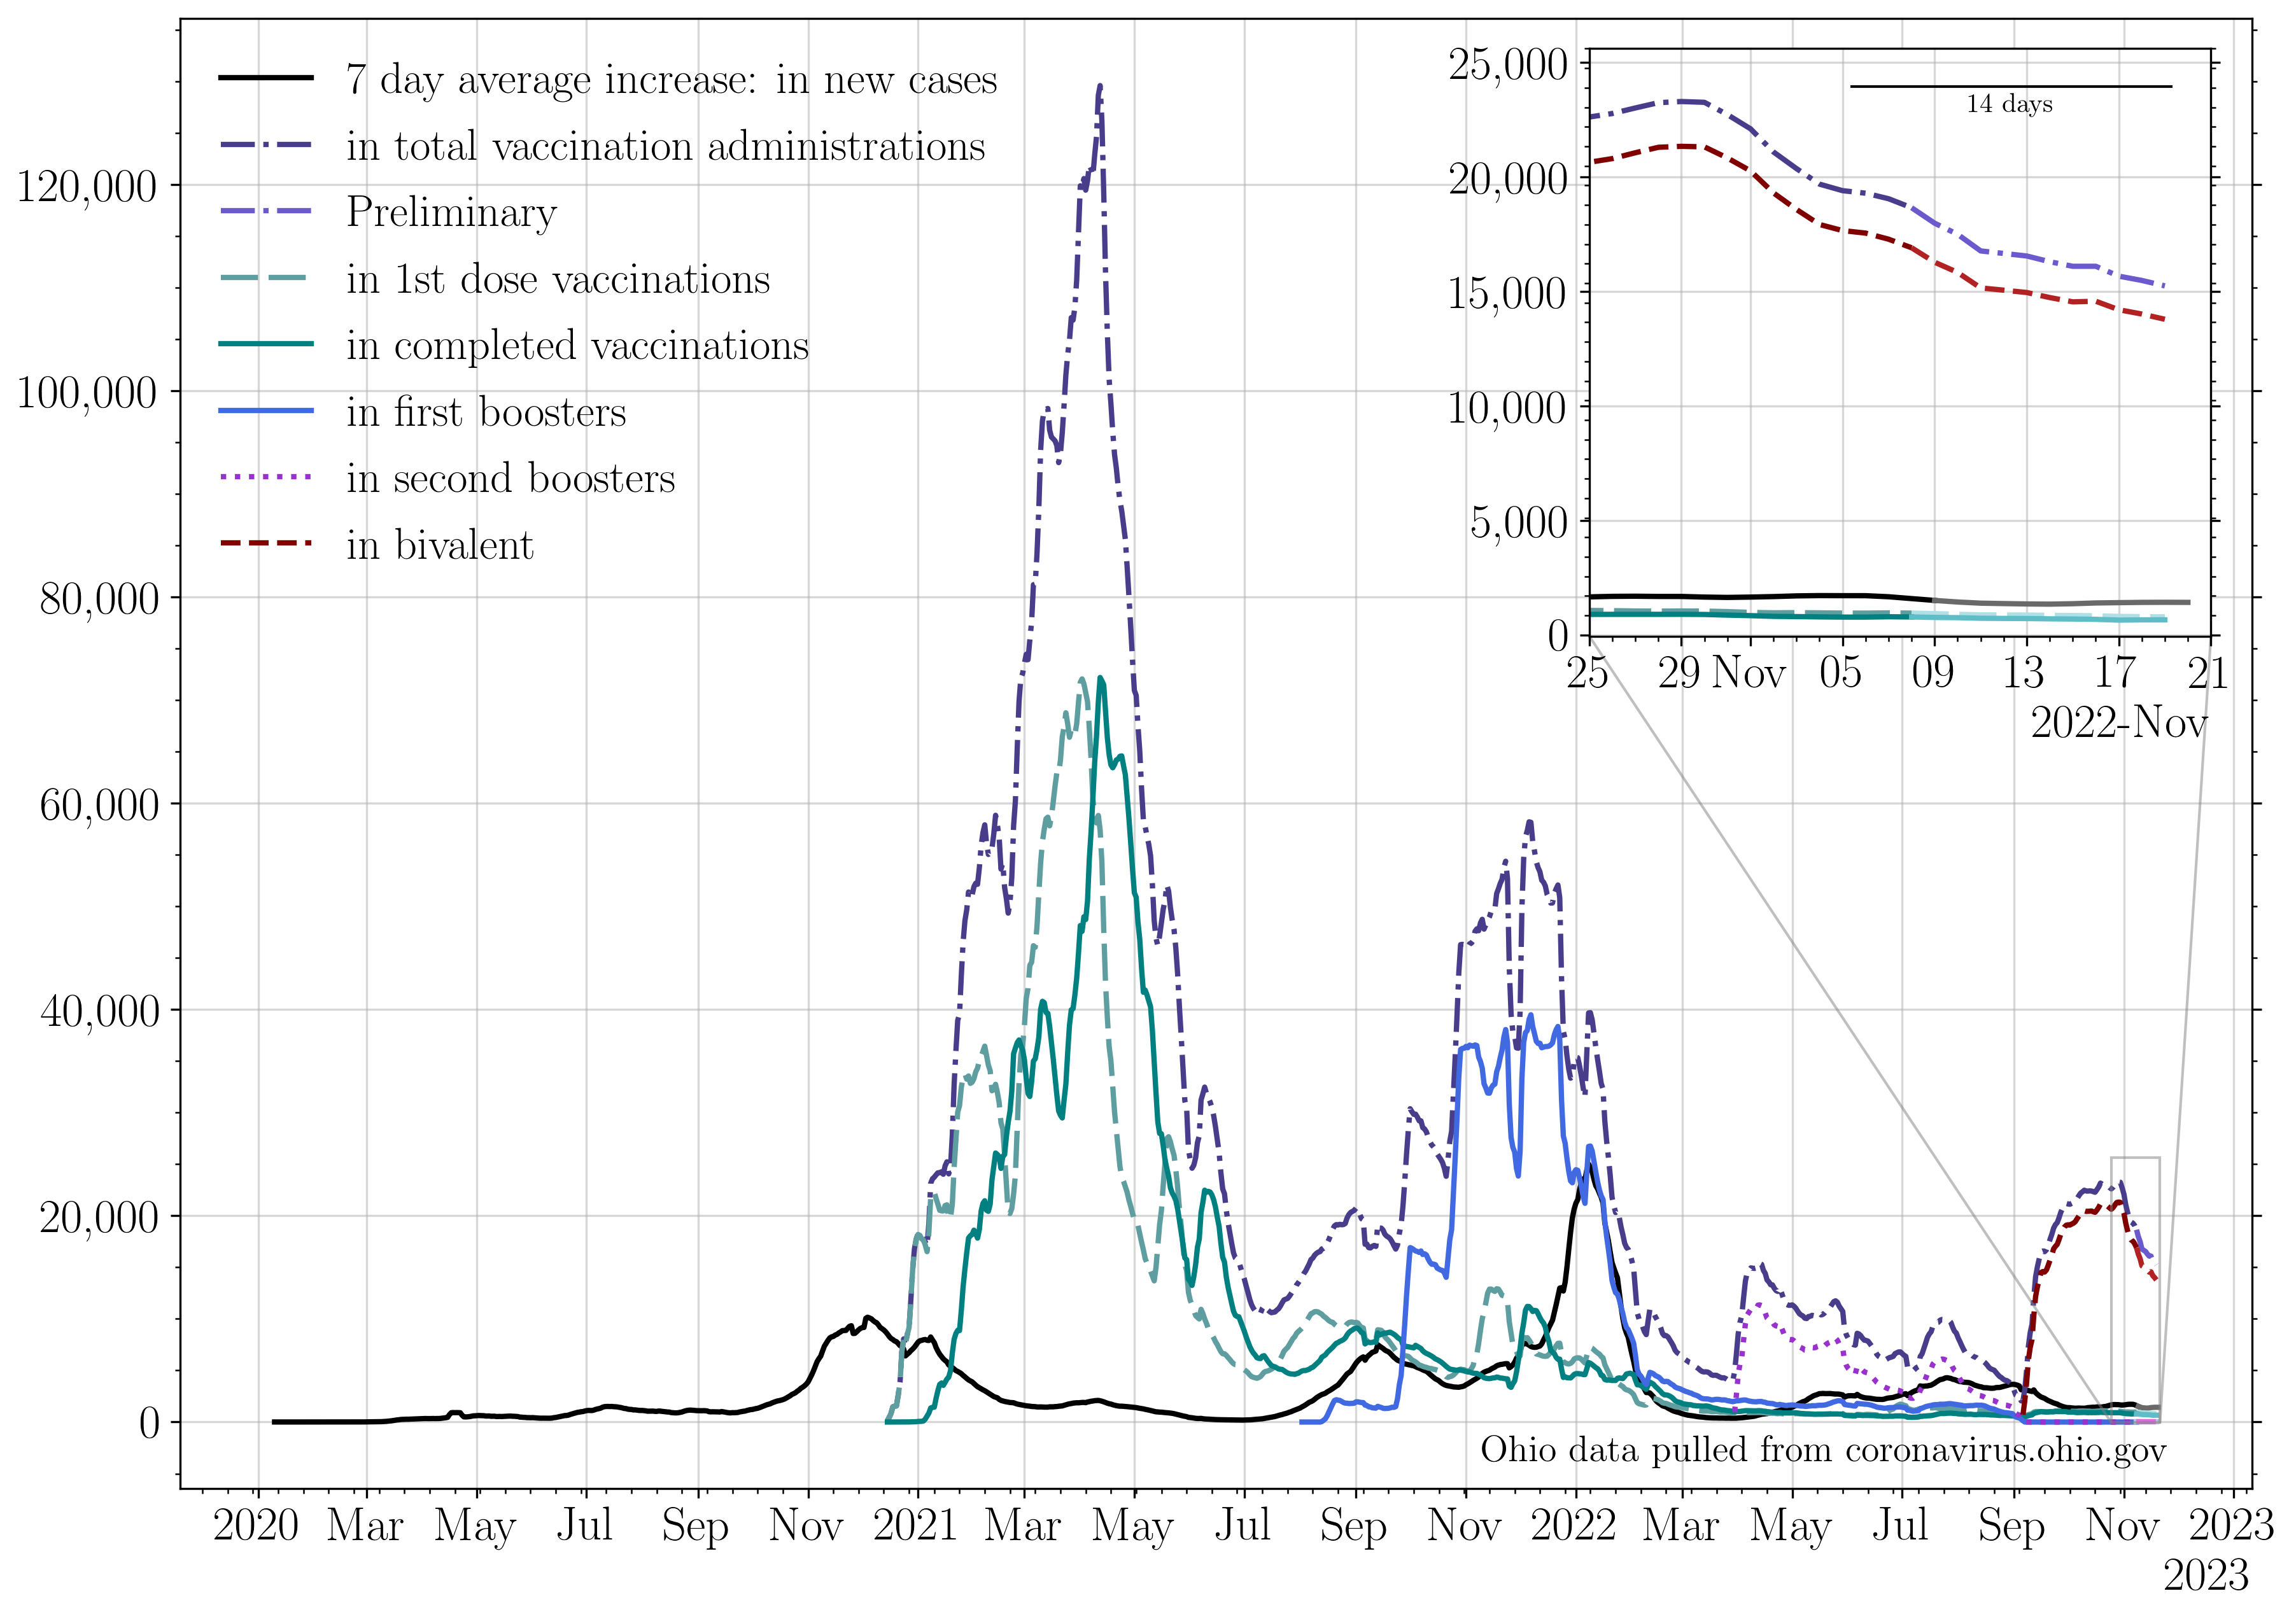 7 day average increase: in new cases
in total vaccination administrations
Preliminary
in 1st dose vaccinations
in completed vaccinations
in first boosters
in second boosters
in bivalent
120,000
100,000
80,000
60,000
40,000
20,000
0
25,000
20,000
15,000
10,000
5,000
0
14 days
25 29 Nov 05 09 13 17 21
2022-Nov
Ohio data pulled from coronavirus.ohio.gov
2020 Mar May Jul Sep Nov 2021 Mar May Jul Sep Nov 2022 Mar May Jul Sep Nov 2023
2023